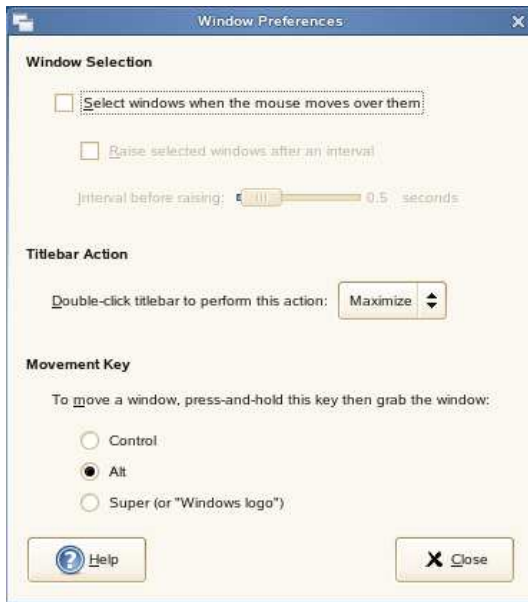 Window Preferences
Window Selection
Select windows when the mouse moves over them
Raise selected windows after an interval
Interval before raising: 0.5 seconds
Titlebar Action
Double-click titlebar to perform this action: Maximize
Movement Key
To move a window, press-and-hold this key then grab the window:
Control
Alt
Super (or "Windows logo")
Help Close